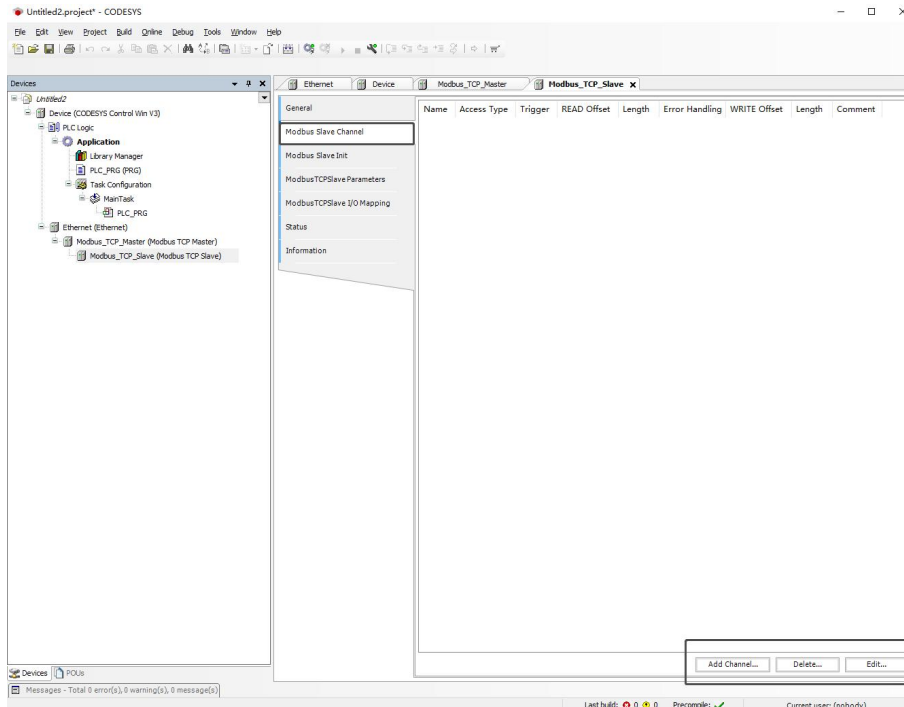 Untitled2.project* - CODESYS
File Edit View Project Build Online Debug Tools Window Help
Devices
Untitled2
Device (CODESYS Control Win V3)
PLC Logic
Application
Library Manager
PLC_PRG (PRG)
Task Configuration
MainTask
PLC_PRG
Ethernet (Ethernet)
Modbus_TCP_Master (Modbus TCP Master)
Modbus_TCP_Slave (Modbus TCP Slave)
Ethernet Device Modbus_TCP_Master Modbus_TCP_Slave
General
Modbus Slave Channel
Modbus Slave Init
ModbusTCPSlave Parameters
ModbusTCPSlave I/O Mapping
Status
Information
Name Access Type Trigger READ Offset Length Error Handling WRITE Offset Length Comment
Add Channel... Delete... Edit...
Devices POUs
Messages - Total 0 error(s), 0 warning(s), 0 message(s)
Last build: 0 0 Precompile: Current user: (nobody)